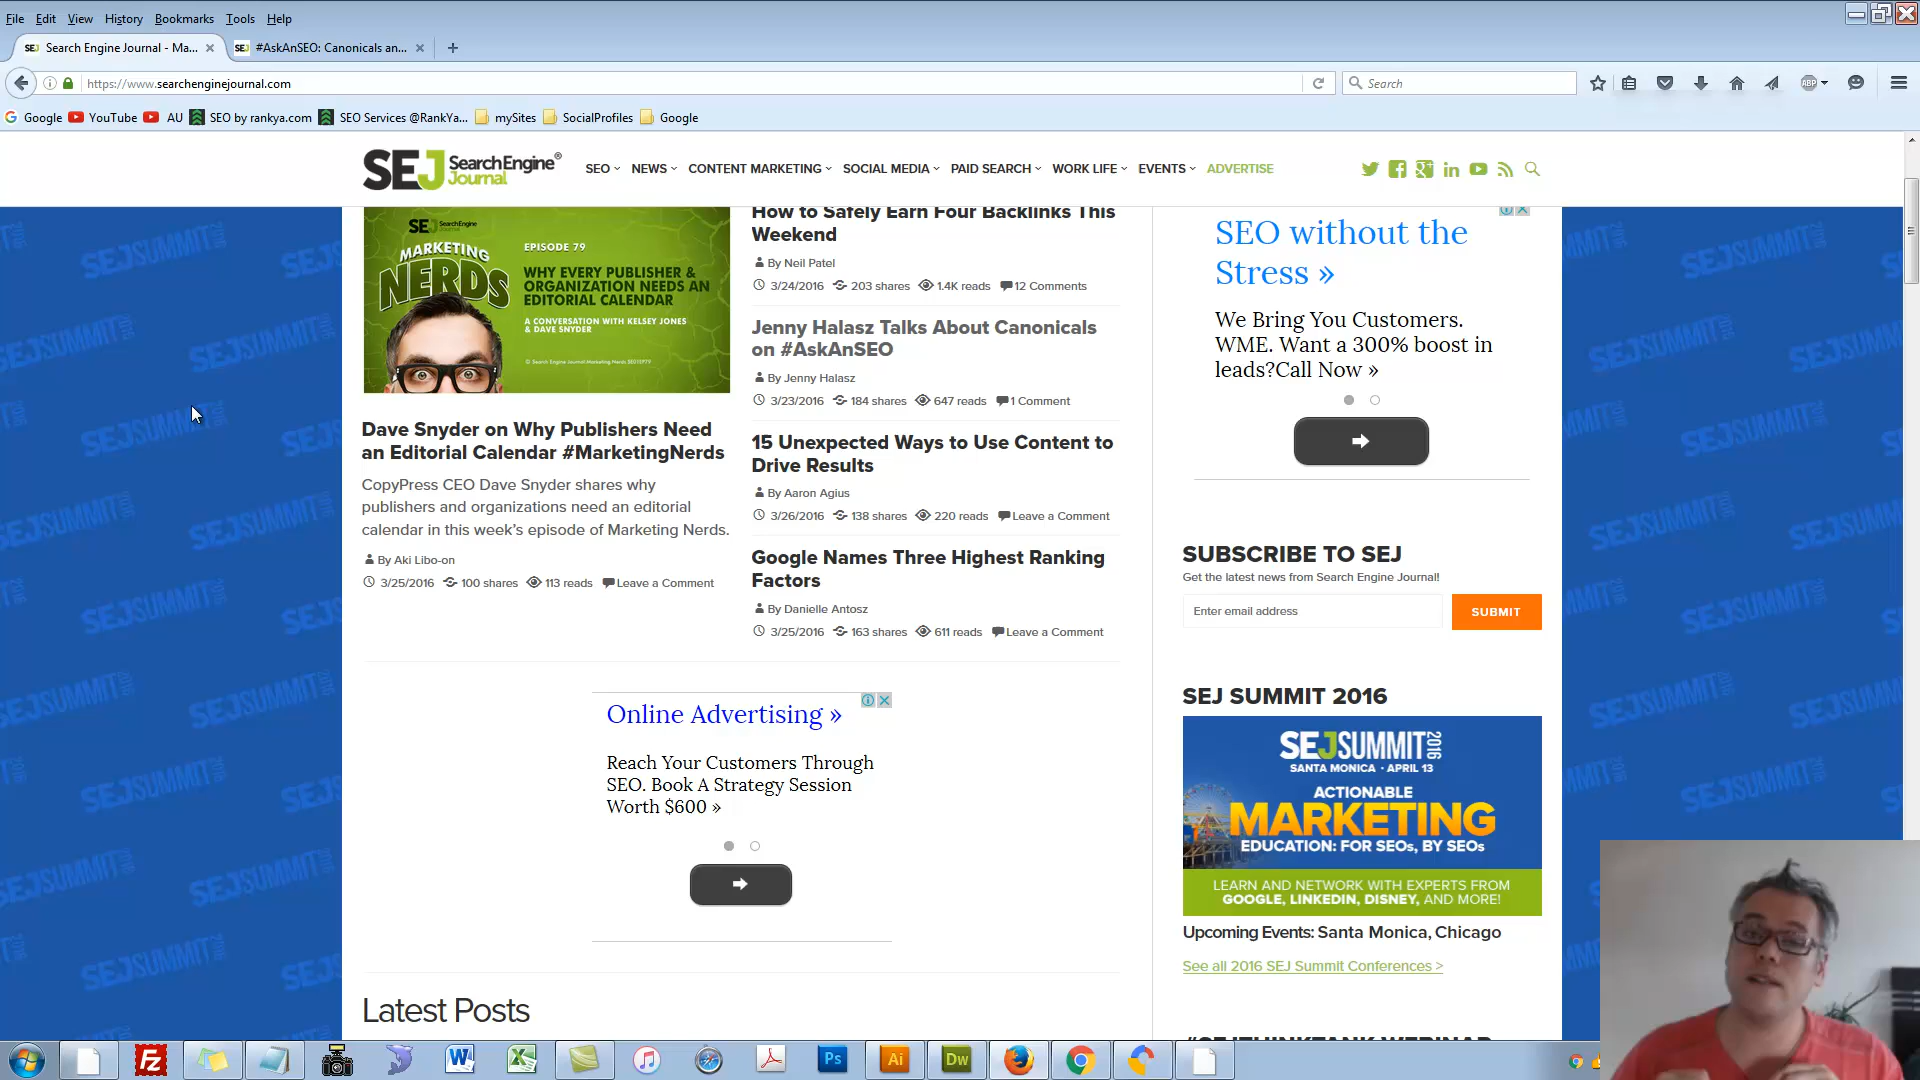 File Edit View History Bookmarks Tools Help
SEJ Search Engine Journal - Ma... SEJ #AskAnSEO: Canonicals an...
https://www.searchenginejournal.com
Search
ABP
Google YouTube AU SEO by rankya.com SEO Services @RankYa... mySites SocialProfiles Google
SEJ SearchEngine® Journal
SEO NEWS CONTENT MARKETING SOCIAL MEDIA PAID SEARCH WORK LIFE EVENTS ADVERTISE
SEJ SearchEngine Journal
MARKETING
NERDS
EPISODE 79
WHY EVERY PUBLISHER &
ORGANIZATION NEEDS AN
EDITORIAL CALENDAR
A CONVERSATION WITH KELSEY JONES
& DAVE SNYDER
Dave Snyder on Why Publishers Need
an Editorial Calendar #MarketingNerds
CopyPress CEO Dave Snyder shares why
publishers and organizations need an editorial
calendar in this week's episode of Marketing Nerds.
By Aki Libo-on
3/25/2016 100 shares 113 reads Leave a Comment
How to Safely Earn Four Backlinks This
Weekend
By Neil Patel
3/24/2016 203 shares 1.4K reads 12 Comments
Jenny Halasz Talks About Canonicals
on #AskAnSEO
By Jenny Halasz
3/23/2016 184 shares 647 reads 1 Comment
15 Unexpected Ways to Use Content to
Drive Results
By Aaron Agius
3/26/2016 138 shares 220 reads Leave a Comment
Google Names Three Highest Ranking
Factors
By Danielle Antosz
3/25/2016 163 shares 611 reads Leave a Comment
Online Advertising »
Reach Your Customers Through
SEO. Book A Strategy Session
Worth $600 »
Latest Posts
SEO without the
Stress »
We Bring You Customers.
WME. Want a 300% boost in
leads?Call Now »
SUBSCRIBE TO SEJ
Get the latest news from Search Engine Journal!
Enter email address
SUBMIT
SEJ SUMMIT 2016
SEJSUMMIT 2016
SANTA MONICA · APRIL 13
ACTIONABLE
MARKETING
EDUCATION: FOR SEOs, BY SEOs
LEARN AND NETWORK WITH EXPERTS FROM
GOOGLE, LINKEDIN, DISNEY, AND MORE!
Upcoming Events: Santa Monica, Chicago
See all 2016 SEJ Summit Conferences >
Fz W X Ps Ai Dw